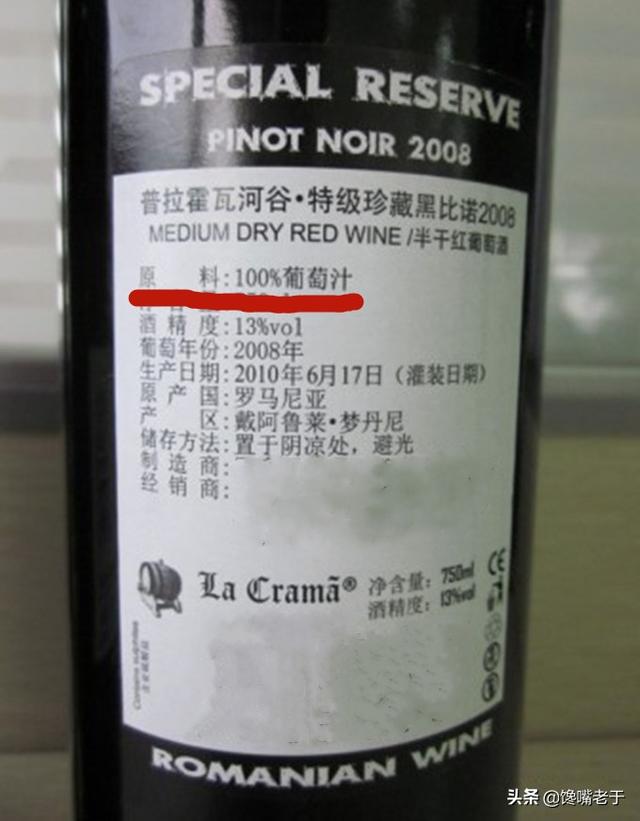 SPECIAL RESERVE
PINOT NOIR 2008
普拉霍瓦河谷·特级珍藏黑比诺2008
MEDIUM DRY RED WINE /半干红葡萄酒
原 料:100%葡萄汁
酒精度:13%vol
葡萄年份:2008年
生产日期:2010年6月17日（灌装日期）
原产国:罗马尼亚
产 区:戴阿鲁莱·梦丹尼
储存方法:置于阴凉处，避光
制造商:
经销商:
La Cramã®
净含量: 750ml
酒精度: 13%vol
CE
Contains sulphites
ROMANIAN WINE
头条 @馋嘴老于